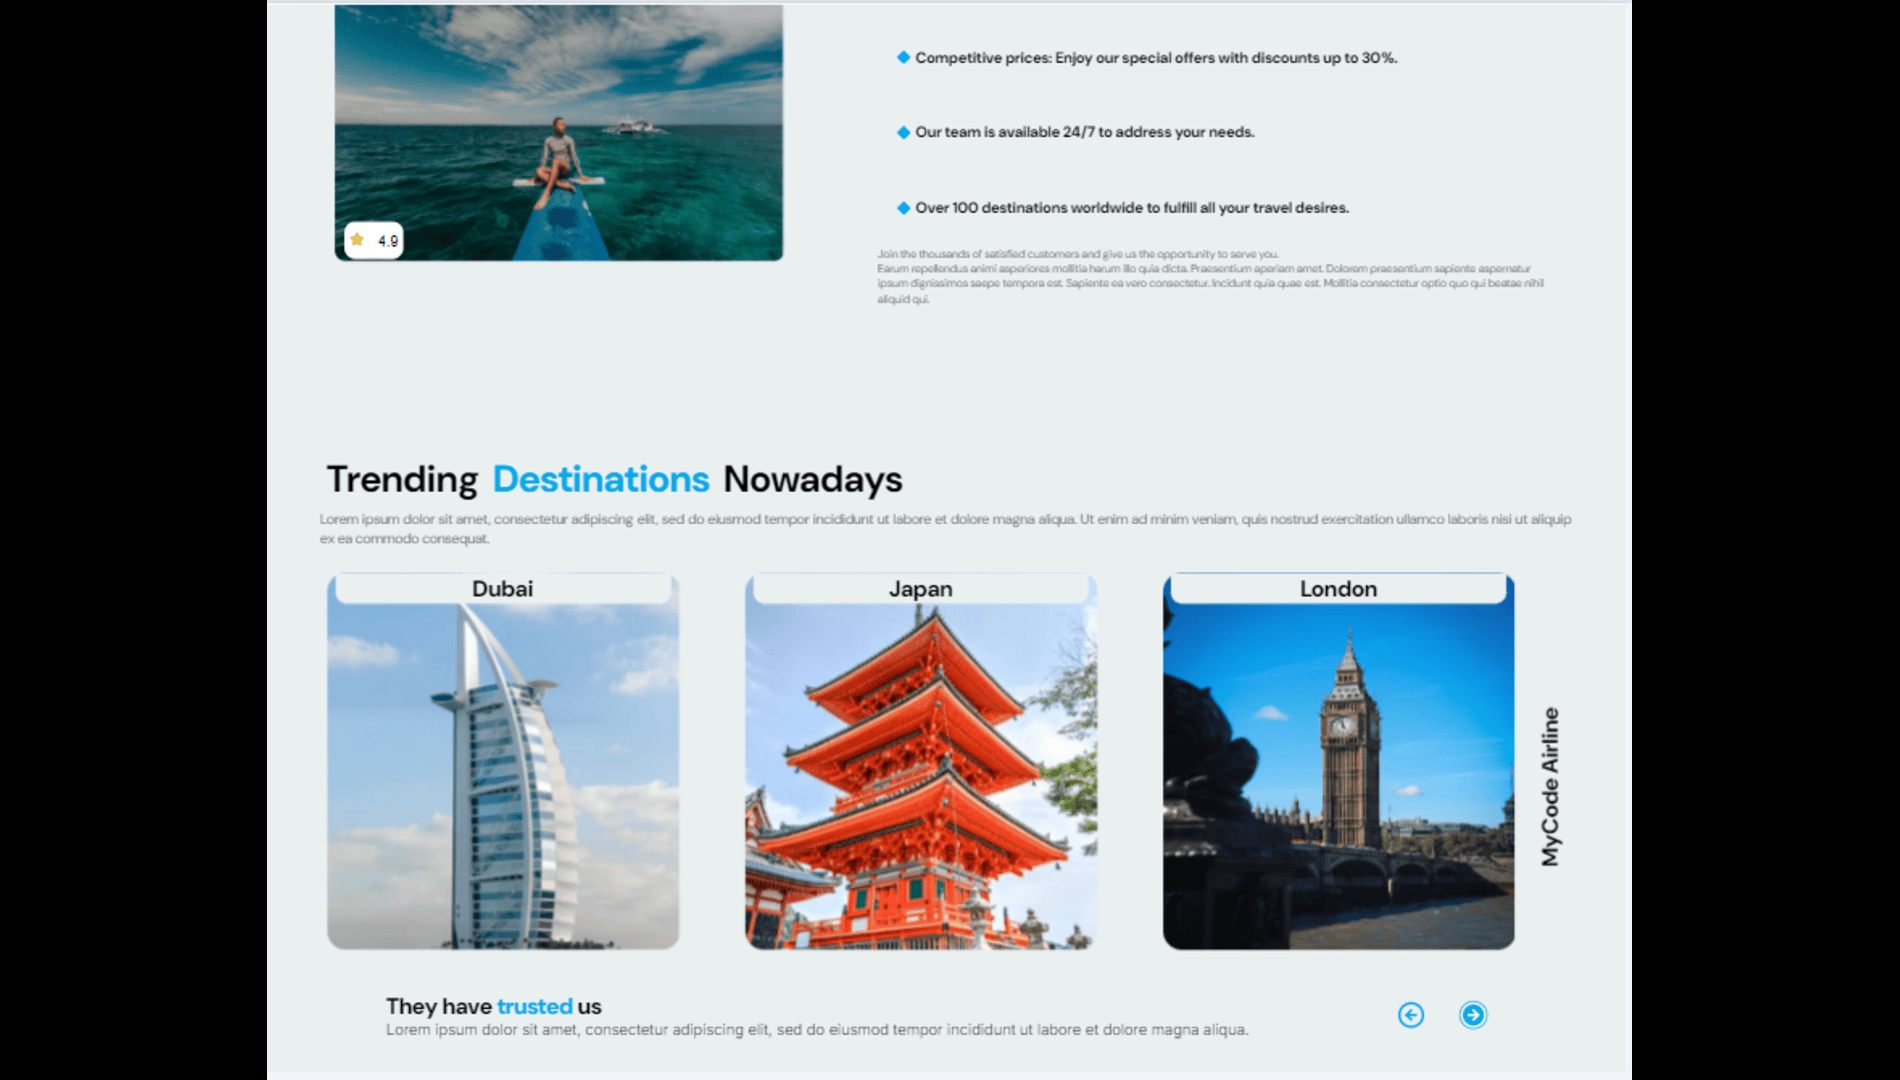 Competitive prices: Enjoy our special offers with discounts up to 30%.
Our team is available 24/7 to address your needs.
Over 100 destinations worldwide to fulfill all your travel desires.
4.9
Join the thousands of satisfied customers and give us the opportunity to serve you.
Earum repellendus animi asperiores mollitia harum illo quia dicta. Praesentium aperiam amet. Dolorem praesentium sapiente aspernatur
ipsum dignissimos saepe tempora est. Sapiente ea vero consectetur. Incidunt quia quae est. Mollitia consectetur optio quo qui beatae nihil
aliquid qui.
Trending Destinations Nowadays
Lorem ipsum dolor sit amet, consectetur adipiscing elit, sed do eiusmod tempor incididunt ut labore et dolore magna aliqua. Ut enim ad minim veniam, quis nostrud exercitation ullamco laboris nisi ut aliquip
ex ea commodo consequat.
Dubai
Japan
London
MyCode Airline
They have trusted us
Lorem ipsum dolor sit amet, consectetur adipiscing elit, sed do eiusmod tempor incididunt ut labore et dolore magna aliqua.